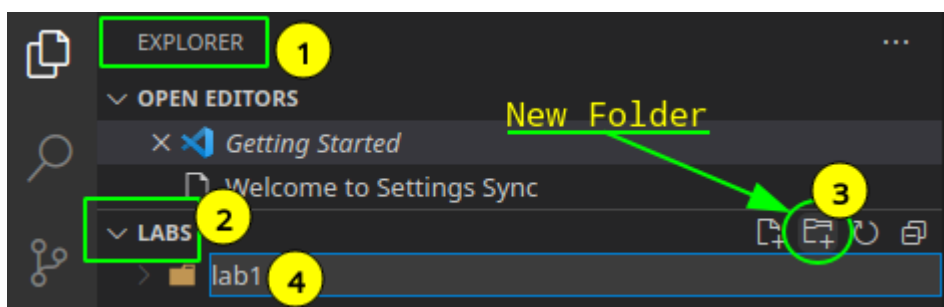 EXPLORER
1
...
OPEN EDITORS
New Folder
Getting Started
Welcome to Settings Sync
3
LABS
2
lab1
4